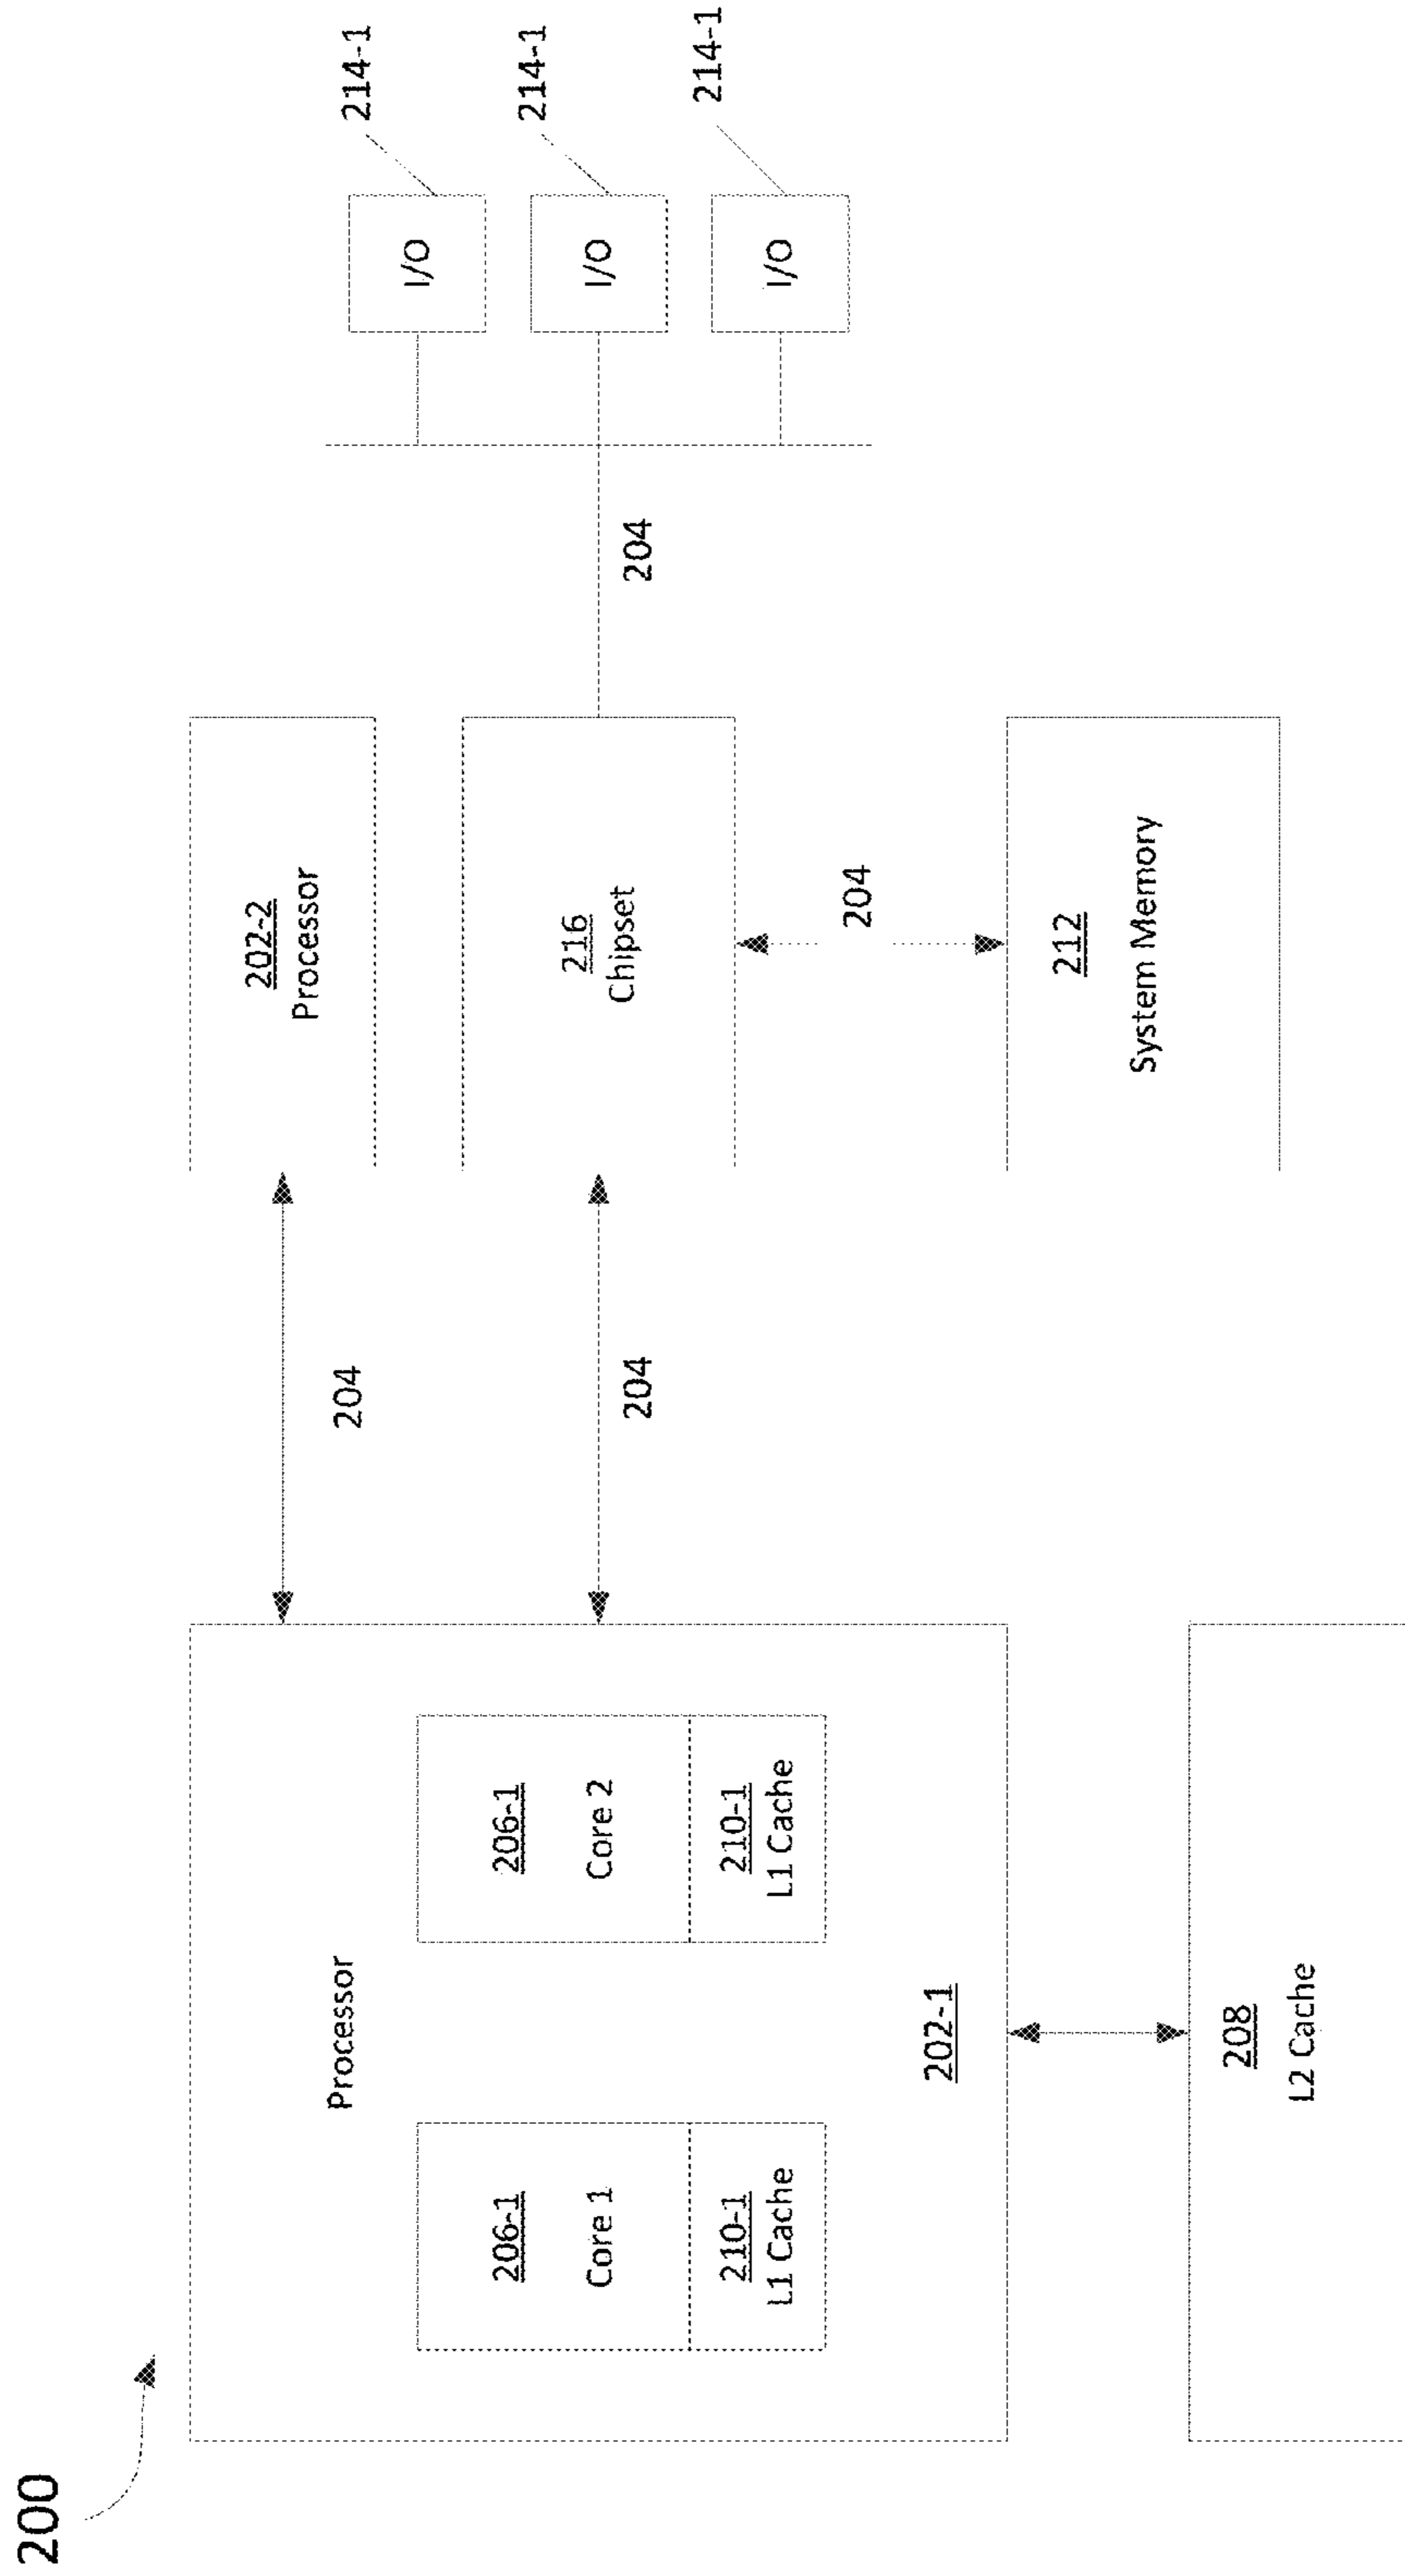 200
Processor
206-1
Core 1
210-1
L1 Cache
206-1
Core 2
210-1
L1 Cache
202-1
208
L2 Cache
204
204
202-2
Processor
216
Chipset
204
212
System Memory
204
I/O
214-1
I/O
214-1
I/O
214-1